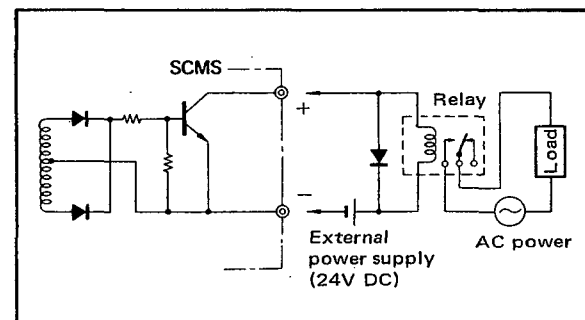 SCMS
+
Relay
Load
−
External
power supply
(24V DC)
AC power